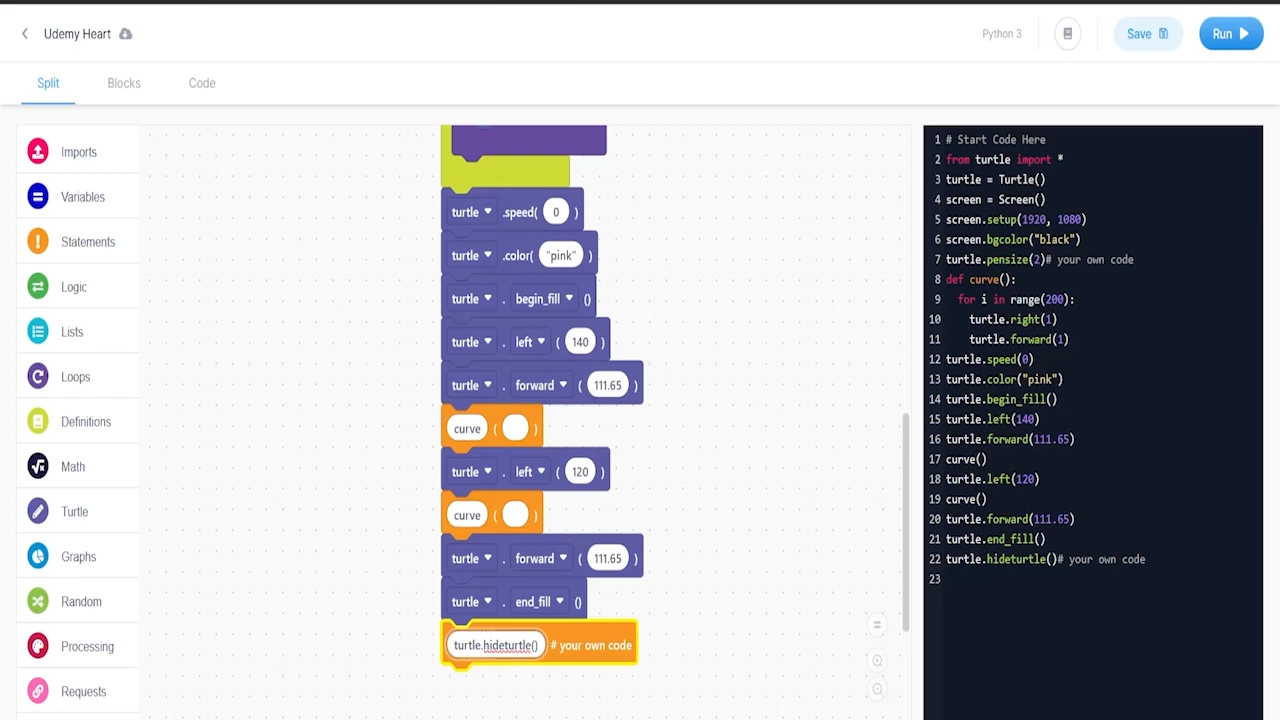 Udemy Heart
Python 3
Save
Run
Split
Blocks
Code
Imports
Variables
Statements
Logic
Lists
Loops
Definitions
Math
Turtle
Graphs
Random
Processing
Requests
turtle .speed( 0 )
turtle .color( "pink" )
turtle . begin_fill ()
turtle . left ( 140 )
turtle . forward ( 111.65 )
curve ( )
turtle . left ( 120 )
curve ( )
turtle . forward ( 111.65 )
turtle . end_fill ()
turtle.hideturtle() # your own code
1 # Start Code Here
2 from turtle import *
3 turtle = Turtle()
4 screen = Screen()
5 screen.setup(1920, 1080)
6 screen.bgcolor("black")
7 turtle.pensize(2)# your own code
8 def curve():
9 for i in range(200):
10 turtle.right(1)
11 turtle.forward(1)
12 turtle.speed(0)
13 turtle.color("pink")
14 turtle.begin_fill()
15 turtle.left(140)
16 turtle.forward(111.65)
17 curve()
18 turtle.left(120)
19 curve()
20 turtle.forward(111.65)
21 turtle.end_fill()
22 turtle.hideturtle()# your own code
23